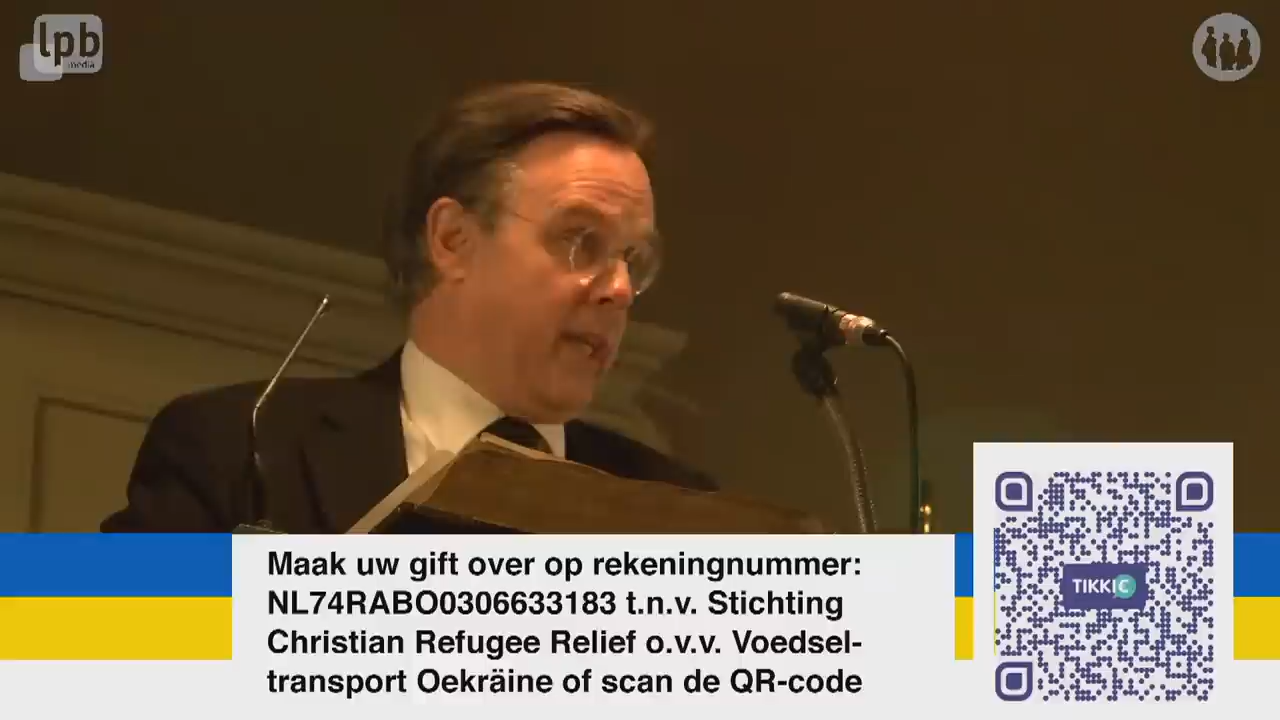 lpb
media
Maak uw gift over op rekeningnummer:
NL74RABO0306633183 t.n.v. Stichting
Christian Refugee Relief o.v.v. Voedsel-
transport Oekräine of scan de QR-code
TIKKIE